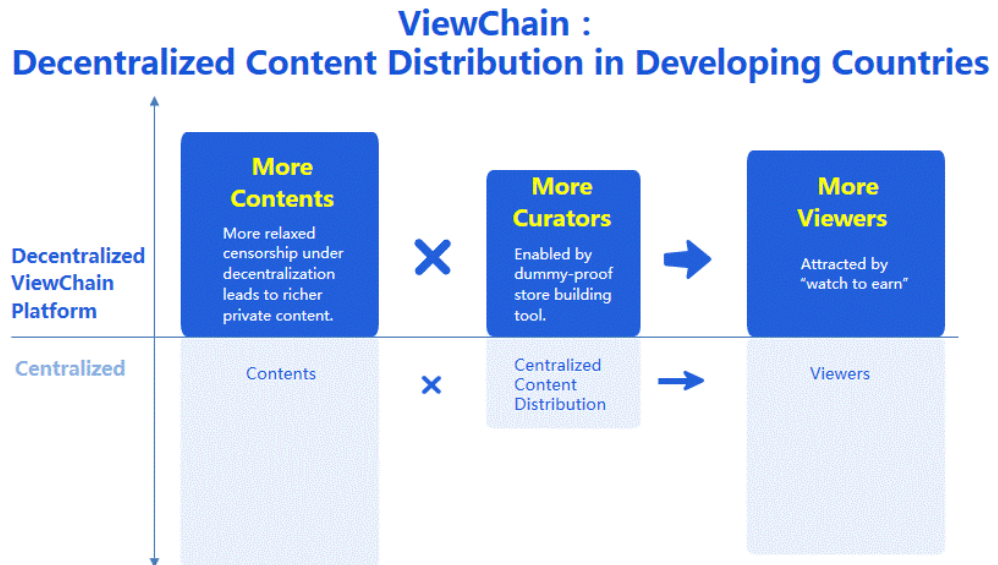 ViewChain :
Decentralized Content Distribution in Developing Countries
Decentralized
ViewChain
Platform
More
Contents
More relaxed
censorship under
decentralization
leads to richer
private content.
More
Curators
Enabled by
dummy-proof
store building
tool.
More
Viewers
Attracted by
“watch to earn”
Centralized
Contents
Centralized
Content
Distribution
Viewers